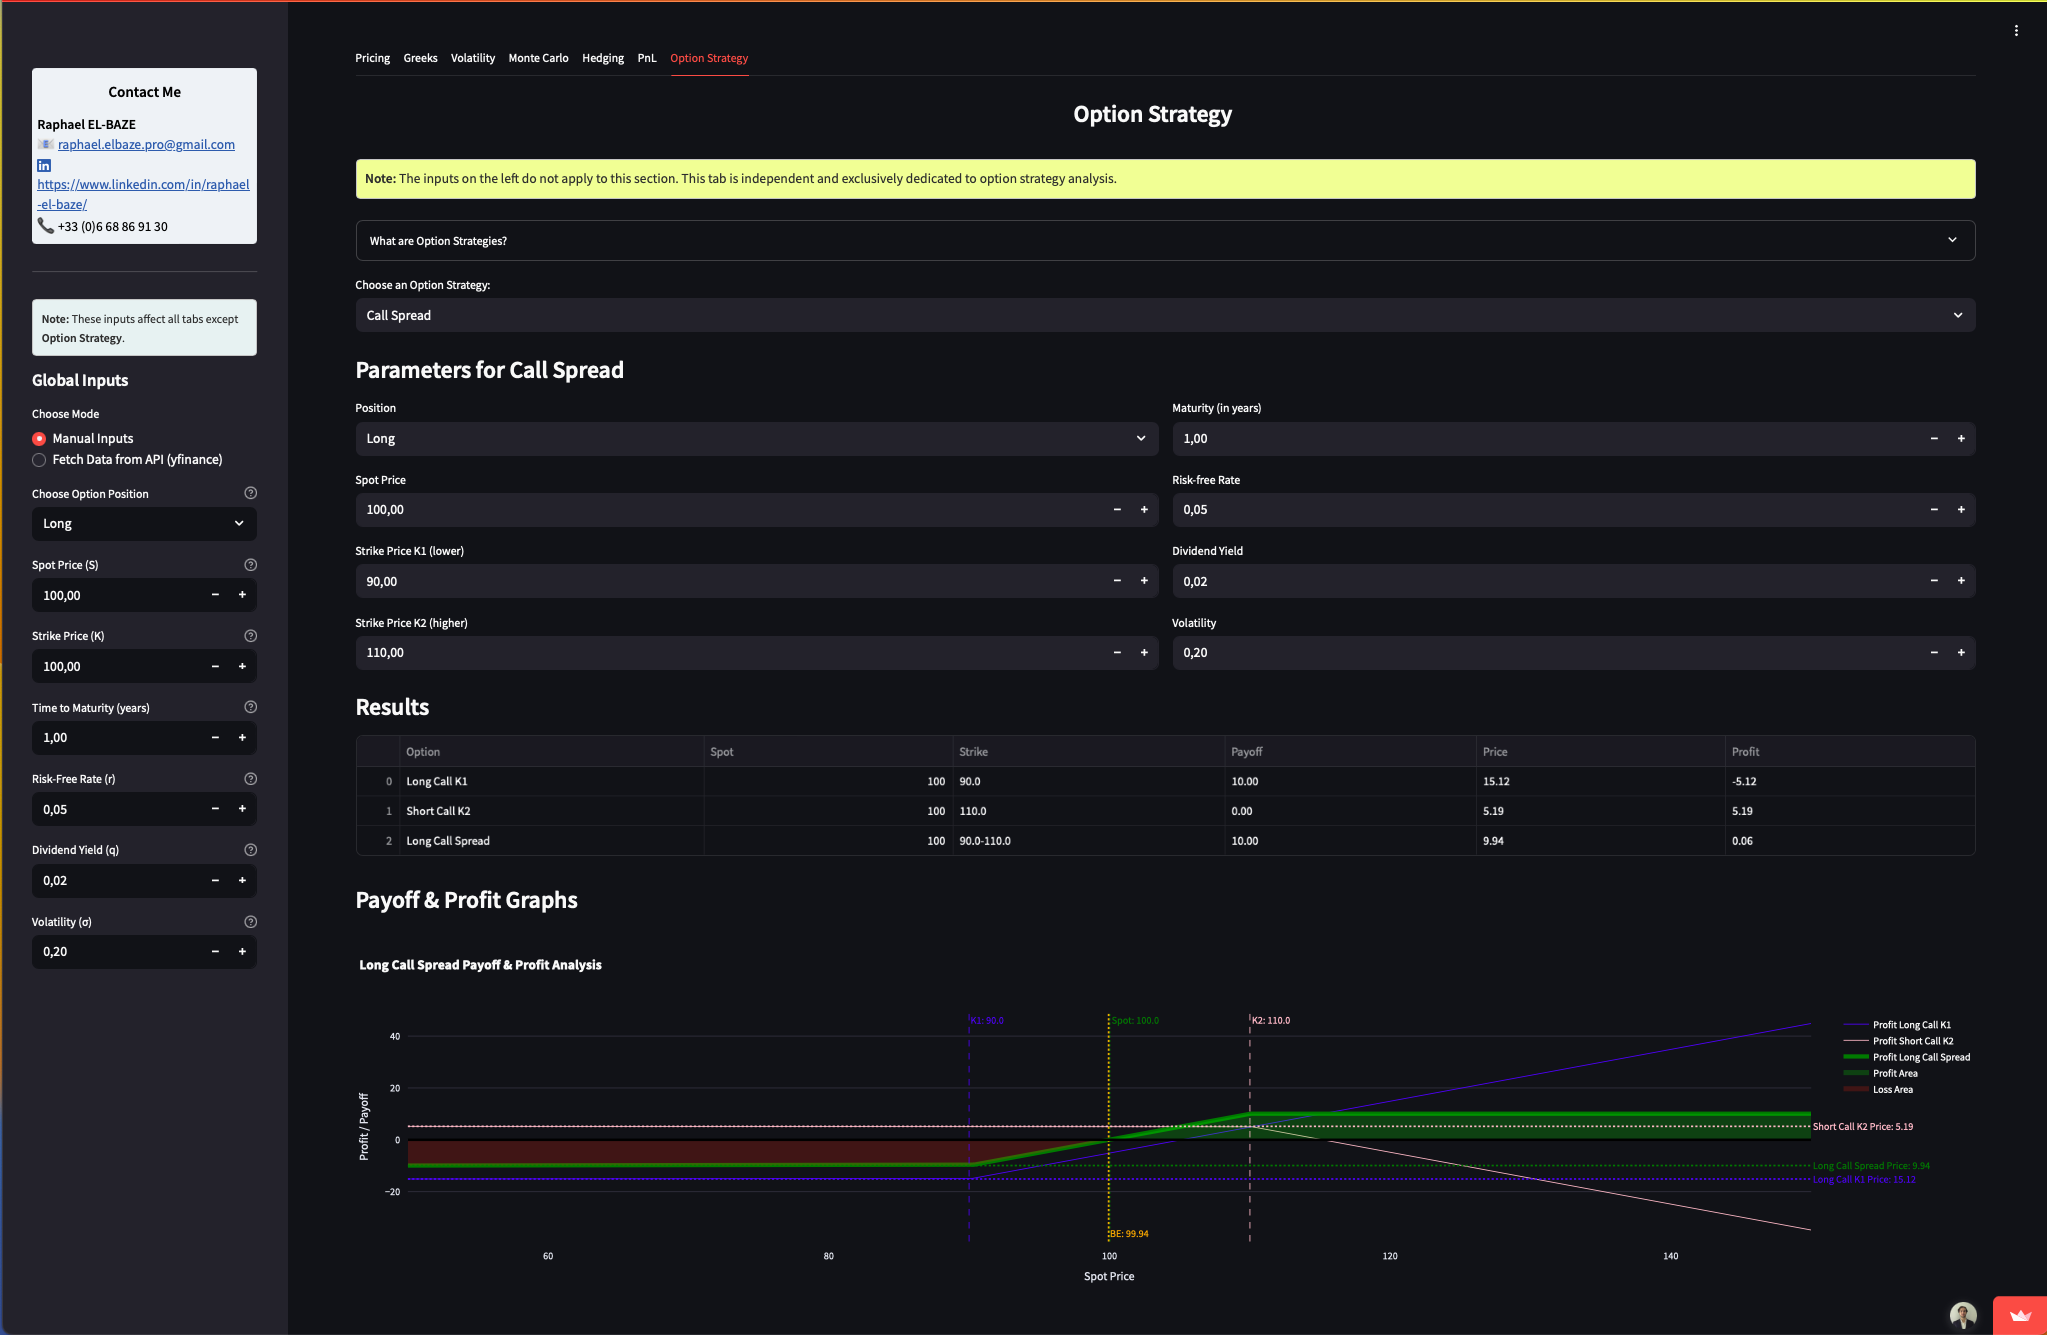 Contact Me
Raphael EL-BAZE
raphael.elbaze.pro@gmail.com
in
https://www.linkedin.com/in/raphael
-el-baze/
+33 (0)6 68 86 91 30
Note: These inputs affect all tabs except
Option Strategy.
Global Inputs
Choose Mode
Manual Inputs
Fetch Data from API (yfinance)
Choose Option Position
Long
Spot Price (S)
100,00
Strike Price (K)
100,00
Time to Maturity (years)
1,00
Risk-Free Rate (r)
0,05
Dividend Yield (q)
0,02
Volatility (σ)
0,20
Pricing Greeks Volatility Monte Carlo Hedging PnL Option Strategy
Option Strategy
Note: The inputs on the left do not apply to this section. This tab is independent and exclusively dedicated to option strategy analysis.
What are Option Strategies?
Choose an Option Strategy:
Call Spread
Parameters for Call Spread
Position
Long
Spot Price
100,00
Strike Price K1 (lower)
90,00
Strike Price K2 (higher)
110,00
Maturity (in years)
1,00
Risk-free Rate
0,05
Dividend Yield
0,02
Volatility
0,20
Results
Option Spot Strike Payoff Price Profit
0 Long Call K1 100 90.0 10.00 15.12 -5.12
1 Short Call K2 100 110.0 0.00 5.19 5.19
2 Long Call Spread 100 90.0-110.0 10.00 9.94 0.06
Payoff & Profit Graphs
Long Call Spread Payoff & Profit Analysis
K1: 90.0
Spot: 100.0
K2: 110.0
40
20
0
−20
Profit / Payoff
BE: 99.94
60 80 100 120 140
Spot Price
Profit Long Call K1
Profit Short Call K2
Profit Long Call Spread
Profit Area
Loss Area
Short Call K2 Price: 5.19
Long Call Spread Price: 9.94
Long Call K1 Price: 15.12